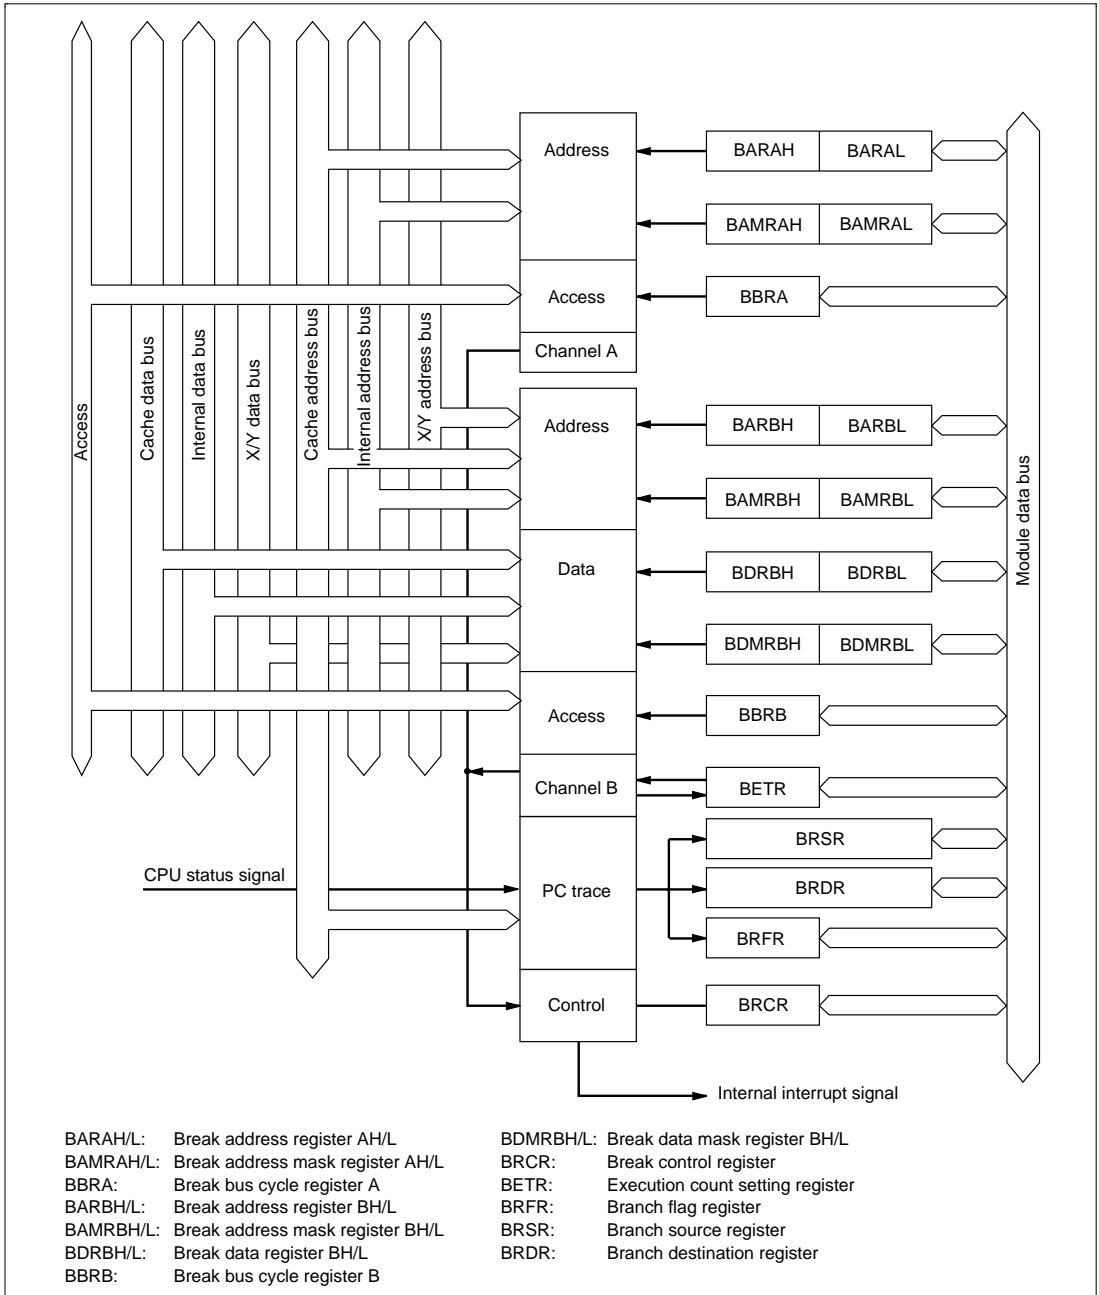 Access
Cache data bus
Internal data bus
X/Y data bus
Cache address bus
Internal address bus
X/Y address bus
Address
BARAH BARAL
BAMRAH BAMRAL
Access
BBRA
Channel A
Address
BARBH BARBL
BAMRBH BAMRBL
Data
BDRBH BDRBL
BDMRBH BDMRBL
Access
BBRB
Channel B
BETR
BRSR
CPU status signal
PC trace
BRDR
BRFR
Control
BRCR
Module data bus
Internal interrupt signal
BARAH/L: Break address register AH/L
BAMRAH/L: Break address mask register AH/L
BBRA: Break bus cycle register A
BARBH/L: Break address register BH/L
BAMRBH/L: Break address mask register BH/L
BDRBH/L: Break data register BH/L
BBRB: Break bus cycle register B
BDMRBH/L: Break data mask register BH/L
BRCR: Break control register
BETR: Execution count setting register
BRFR: Branch flag register
BRSR: Branch source register
BRDR: Branch destination register